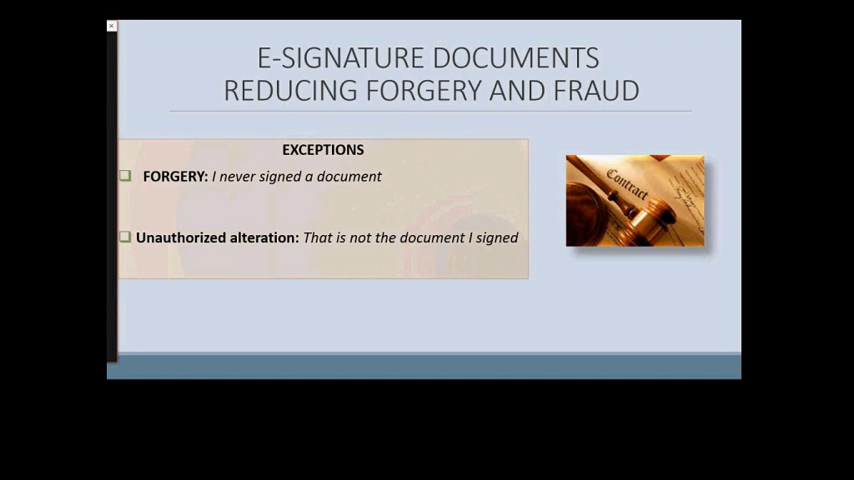 E-SIGNATURE DOCUMENTS
REDUCING FORGERY AND FRAUD
EXCEPTIONS
FORGERY: I never signed a document
Unauthorized alteration: That is not the document I signed
Contract